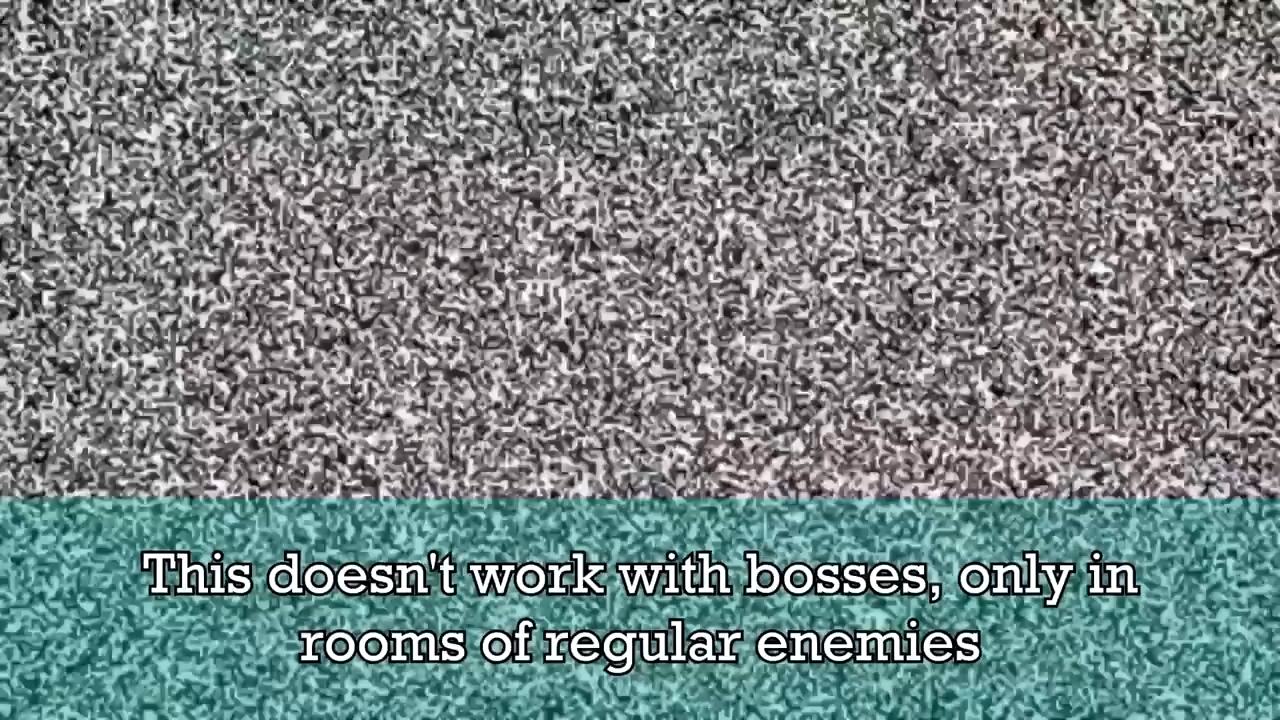 This doesn't work with bosses, only in
rooms of regular enemies